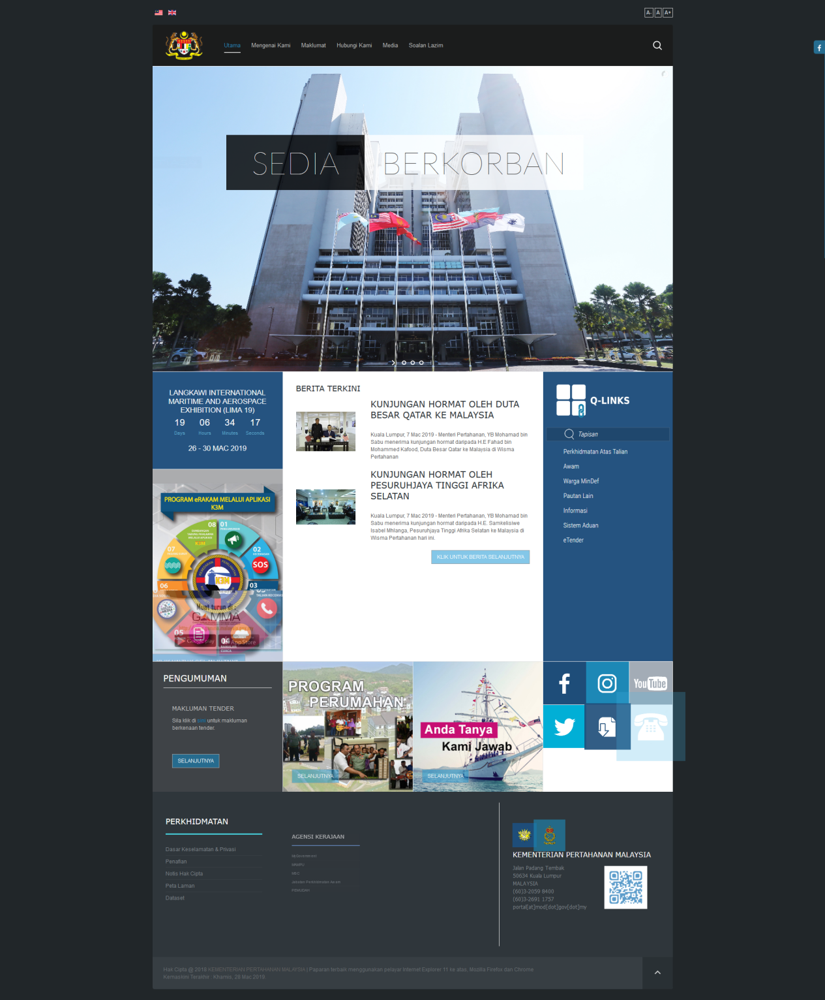 A- A A+
Utama Mengenai Kami Maklumat Hubungi Kami Media Soalan Lazim
SEDIA BERKORBAN
LANGKAWI INTERNATIONAL
MARITIME AND AEROSPACE
EXHIBITION (LIMA 19)
19 06 34 17
Days Hours Minutes Seconds
26 - 30 MAC 2019
PROGRAM eRAKAM MELALUI APLIKASI
K3M
08 01
07 02
SOS
K3M
06 03
Muat turun di :
GAMMA
05 04
Google play App Store
BERITA TERKINI
KUNJUNGAN HORMAT OLEH DUTA
BESAR QATAR KE MALAYSIA
Kuala Lumpur, 7 Mac 2019 - Menteri Pertahanan, YB Mohamad bin
Sabu menerima kunjungan hormat daripada H.E Fahad bin
Mohammed Kafood, Duta Besar Qatar ke Malaysia di Wisma
Pertahanan
KUNJUNGAN HORMAT OLEH
PESURUHJAYA TINGGI AFRIKA
SELATAN
Kuala Lumpur, 7 Mac 2019 - Menteri Pertahanan, YB Mohamad bin
Sabu menerima kunjungan hormat daripada H.E. Samkelisiwe
Isabel Mhlanga, Pesuruhjaya Tinggi Afrika Selatan ke Malaysia di
Wisma Pertahanan hari ini.
KLIK UNTUK BERITA SELANJUTNYA
Q-LINKS
Tapisan
Perkhidmatan Atas Talian
Awam
Warga MinDef
Pautan Lain
Informasi
Sistem Aduan
eTender
PENGUMUMAN
MAKLUMAN TENDER
Sila klik di sini untuk makluman
berkenaan tender.
SELANJUTNYA
PROGRAM
PERUMAHAN
SELANJUTNYA
Anda Tanya
Kami Jawab
SELANJUTNYA
YouTube
PERKHIDMATAN
Dasar Keselamatan & Privasi
Penafian
Notis Hak Cipta
Peta Laman
Dataset
AGENSI KERAJAAN
MyGovernment
MAMPU
MSC
Jabatan Perkhidmatan Awam
PEMUDAH
KEMENTERIAN PERTAHANAN MALAYSIA
Jalan Padang Tembak
50634 Kuala Lumpur
MALAYSIA
(60)3-2059 8400
(60)3-2691 1757
portal[at]mod[dot]gov[dot]my
Hak Cipta @ 2018 KEMENTERIAN PERTAHANAN MALAYSIA | Paparan terbaik menggunakan pelayar Internet Explorer 11 ke atas, Mozilla Firefox dan Chrome
Kemaskini Terakhir : Khamis, 28 Mac 2019.